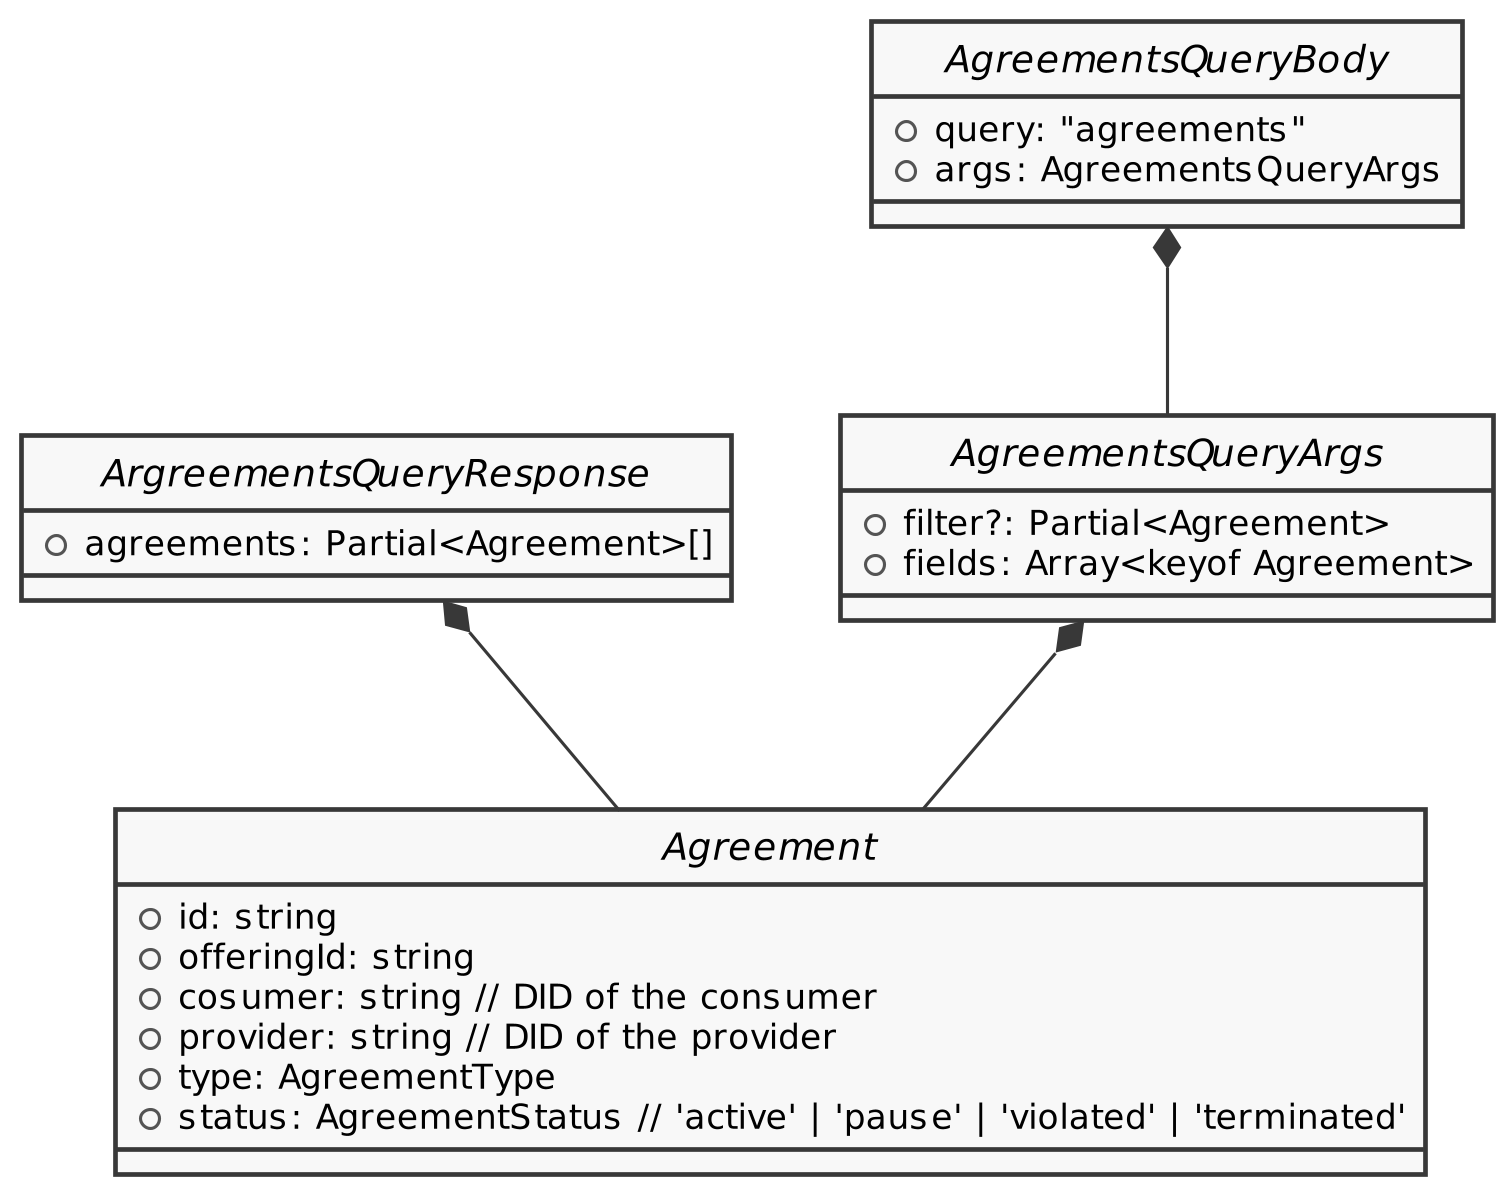 AgreementsQueryBody
query: "agreements"
args: AgreementsQueryArgs
ArgreementsQueryResponse
agreements: Partial<Agreement>[]
AgreementsQueryArgs
filter?: Partial<Agreement>
fields: Array<keyof Agreement>
Agreement
id: string
offeringId: string
cosumer: string // DID of the consumer
provider: string // DID of the provider
type: AgreementType
status: AgreementStatus // 'active' | 'pause' | 'violated' | 'terminated'